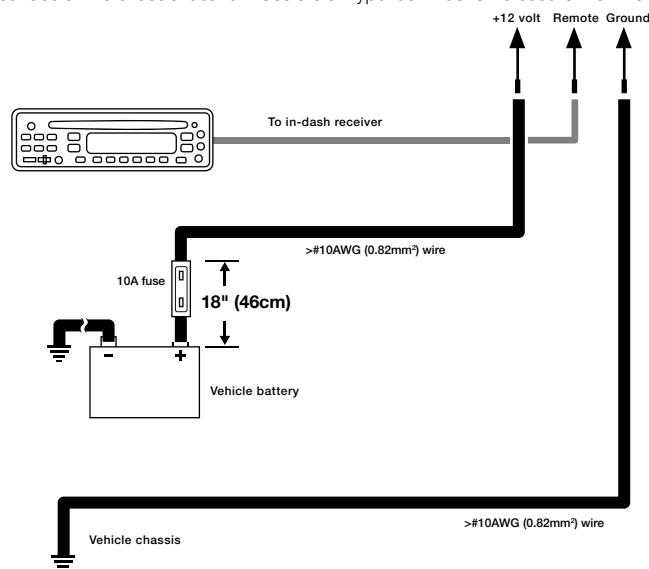 +12 volt Remote Ground
To in-dash receiver
>#10AWG (0.82mm²) wire
10A fuse
18" (46cm)
- +
Vehicle battery
>#10AWG (0.82mm²) wire
Vehicle chassis